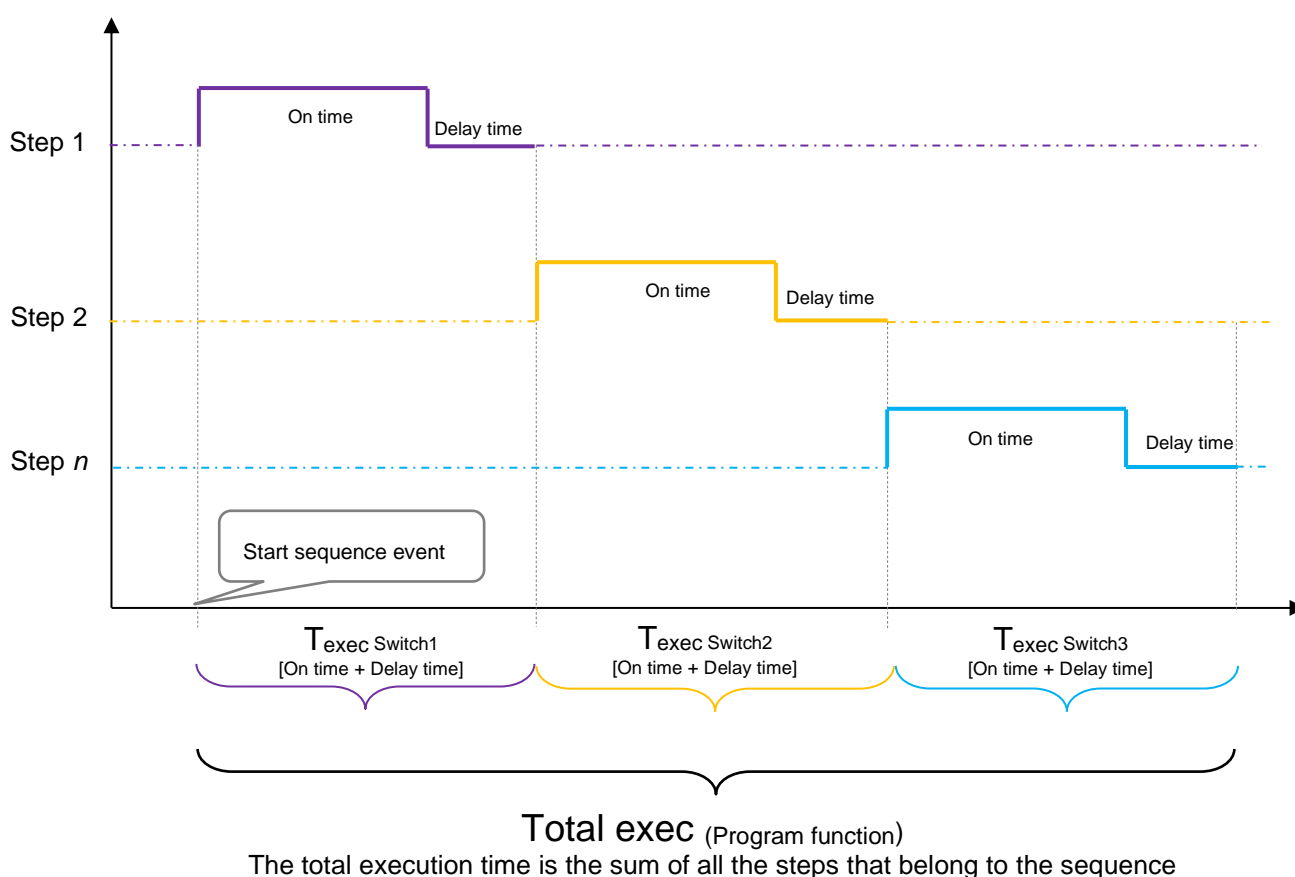 On time
Delay time
Step 1
On time
Delay time
Step 2
On time
Delay time
Step n
Start sequence event
Texec Switch1
[On time + Delay time]
Texec Switch2
[On time + Delay time]
Texec Switch3
[On time + Delay time]
Total exec (Program function)
The total execution time is the sum of all the steps that belong to the sequence